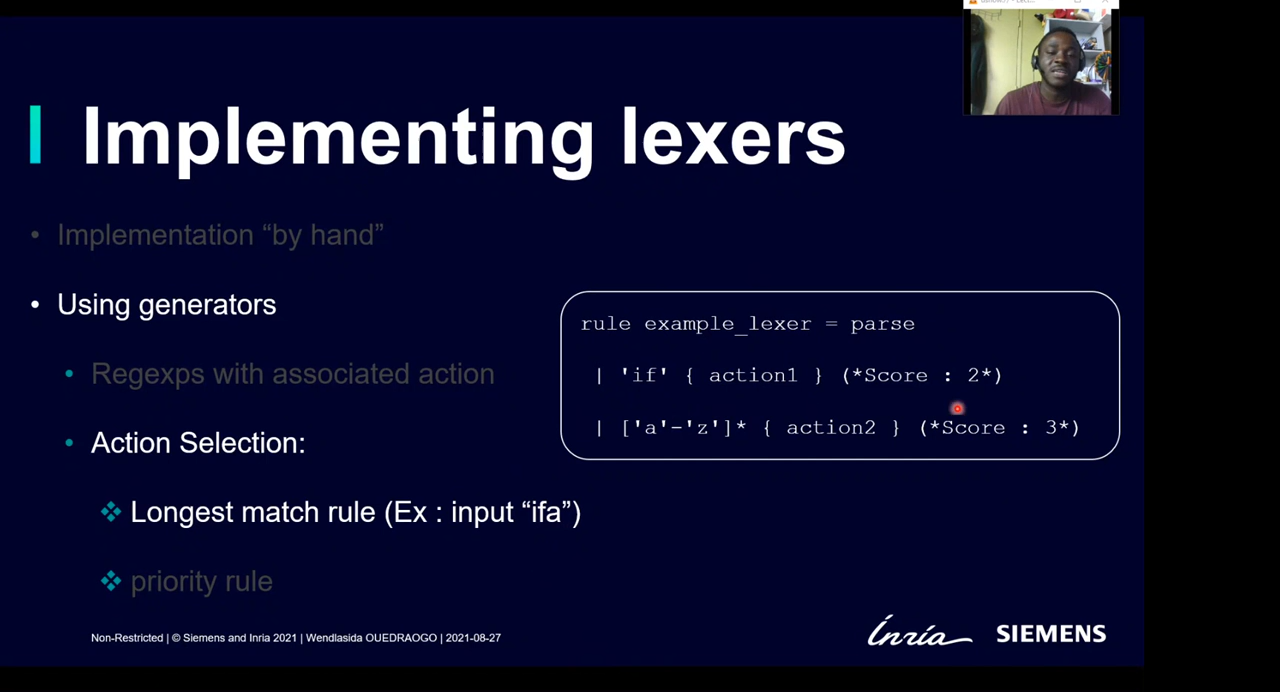 Implementing lexers
• Implementation “by hand”
• Using generators
• Regexps with associated action
• Action Selection:
❖ Longest match rule (Ex : input “ifa”)
❖ priority rule
rule example_lexer = parse
| 'if' { action1 } (*Score : 2*)
| ['a'-'z']* { action2 } (*Score : 3*)
Non-Restricted | © Siemens and Inria 2021 | Wendlasida OUEDRAOGO | 2021-08-27
Inria
SIEMENS